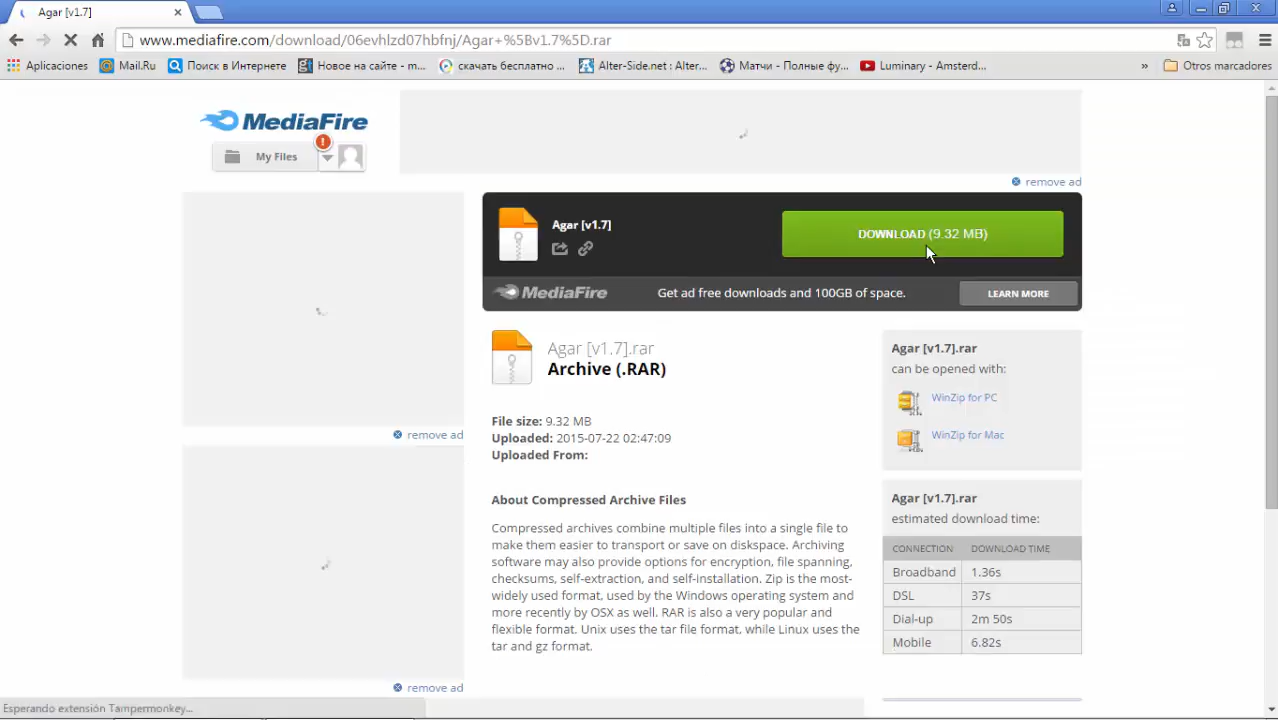 Agar [v1.7]
www.mediafire.com/download/06evhlzd07hbfnj/Agar+%5Bv1.7%5D.rar
Aplicaciones
Mail.Ru
Поиск в Интернете
Новое на сайте - m...
скачать бесплатно ...
Alter-Side.net : Alter...
Матчи - Полные фу...
Luminary - Amsterd...
»
Otros marcadores
MediaFire
!
My Files
remove ad
Agar [v1.7]
DOWNLOAD (9.32 MB)
MediaFire
Get ad free downloads and 100GB of space.
LEARN MORE
Agar [v1.7].rar
Archive (.RAR)
File size: 9.32 MB
Uploaded: 2015-07-22 02:47:09
Uploaded From:
About Compressed Archive Files
Compressed archives combine multiple files into a single file to
make them easier to transport or save on diskspace. Archiving
software may also provide options for encryption, file spanning,
checksums, self-extraction, and self-installation. Zip is the most-
widely used format, used by the Windows operating system and
more recently by OSX as well. RAR is also a very popular and
flexible format. Unix uses the tar file format, while Linux uses the
tar and gz format.
Agar [v1.7].rar
can be opened with:
WinZip for PC
WinZip for Mac
Agar [v1.7].rar
estimated download time:
CONNECTION DOWNLOAD TIME
Broadband 1.36s
DSL 37s
Dial-up 2m 50s
Mobile 6.82s
remove ad
remove ad
Esperando extensión Tampermonkey...